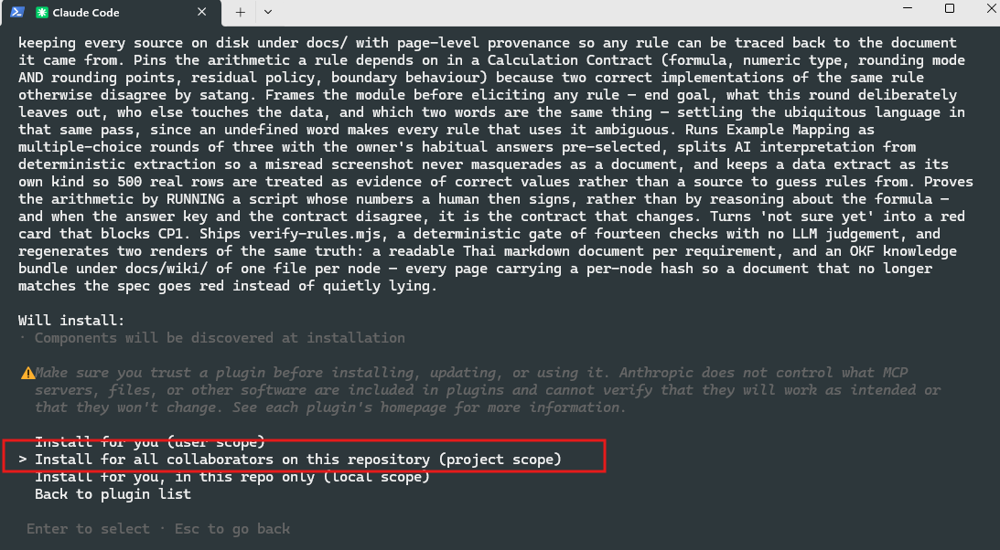 Claude Code
keeping every source on disk under docs/ with page-level provenance so any rule can be traced back to the document
it came from. Pins the arithmetic a rule depends on in a Calculation Contract (formula, numeric type, rounding mode
AND rounding points, residual policy, boundary behaviour) because two correct implementations of the same rule
otherwise disagree by satang. Frames the module before eliciting any rule — end goal, what this round deliberately
leaves out, who else touches the data, and which two words are the same thing — settling the ubiquitous language in
that same pass, since an undefined word makes every rule that uses it ambiguous. Runs Example Mapping as
multiple-choice rounds of three with the owner's habitual answers pre-selected, splits AI interpretation from
deterministic extraction so a misread screenshot never masquerades as a document, and keeps a data extract as its
own kind so 500 real rows are treated as evidence of correct values rather than a source to guess rules from. Proves
the arithmetic by RUNNING a script whose numbers a human then signs, rather than by reasoning about the formula —
and when the answer key and the contract disagree, it is the contract that changes. Turns 'not sure yet' into a red
card that blocks CP1. Ships verify-rules.mjs, a deterministic gate of fourteen checks with no LLM judgement, and
regenerates two renders of the same truth: a readable Thai markdown document per requirement, and an OKF knowledge
bundle under docs/wiki/ of one file per node — every page carrying a per-node hash so a document that no longer
matches the spec goes red instead of quietly lying.
Will install:
· Components will be discovered at installation
⚠Make sure you trust a plugin before installing, updating, or using it. Anthropic does not control what MCP
servers, files, or other software are included in plugins and cannot verify that they will work as intended or
that they won't change. See each plugin's homepage for more information.
Install for you (user scope)
> Install for all collaborators on this repository (project scope)
Install for you, in this repo only (local scope)
Back to plugin list
Enter to select · Esc to go back